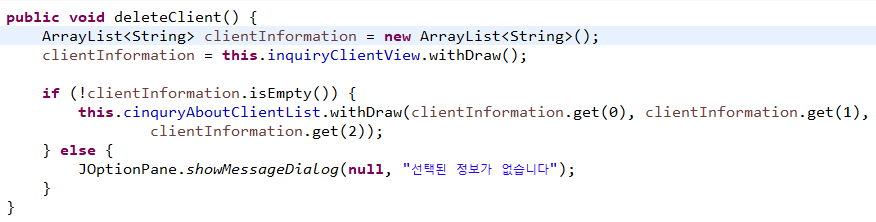 public void deleteClient() {
ArrayList<String> clientInformation = new ArrayList<String>();
clientInformation = this.inquiryClientView.withDraw();
if (!clientInformation.isEmpty()) {
this.cinquryAboutClientList.withDraw(clientInformation.get(0), clientInformation.get(1),
clientInformation.get(2));
} else {
JOptionPane.showMessageDialog(null, "선택된 정보가 없습니다");
}
}